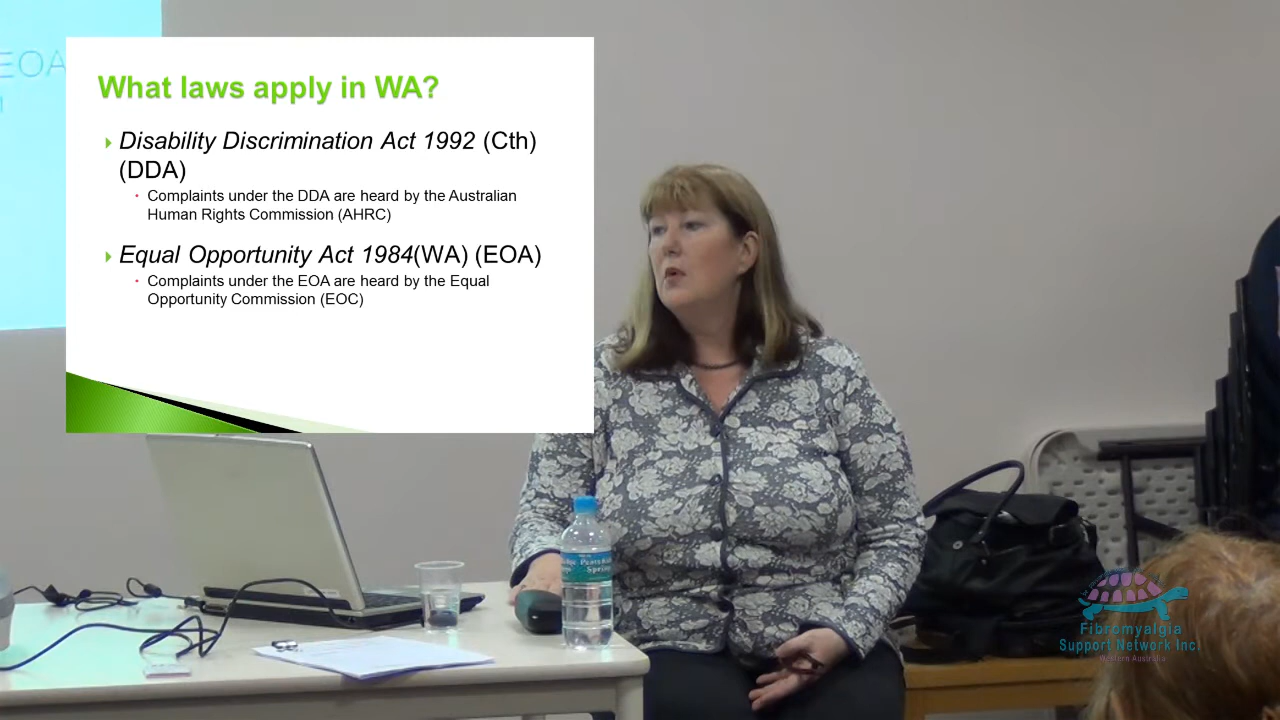 EOA
What laws apply in WA?
Disability Discrimination Act 1992 (Cth)
(DDA)
Complaints under the DDA are heard by the Australian
Human Rights Commission (AHRC)
Equal Opportunity Act 1984(WA) (EOA)
Complaints under the EOA are heard by the Equal
Opportunity Commission (EOC)
Spring
Fibromyalgia
Support Network Inc.
Western Australia